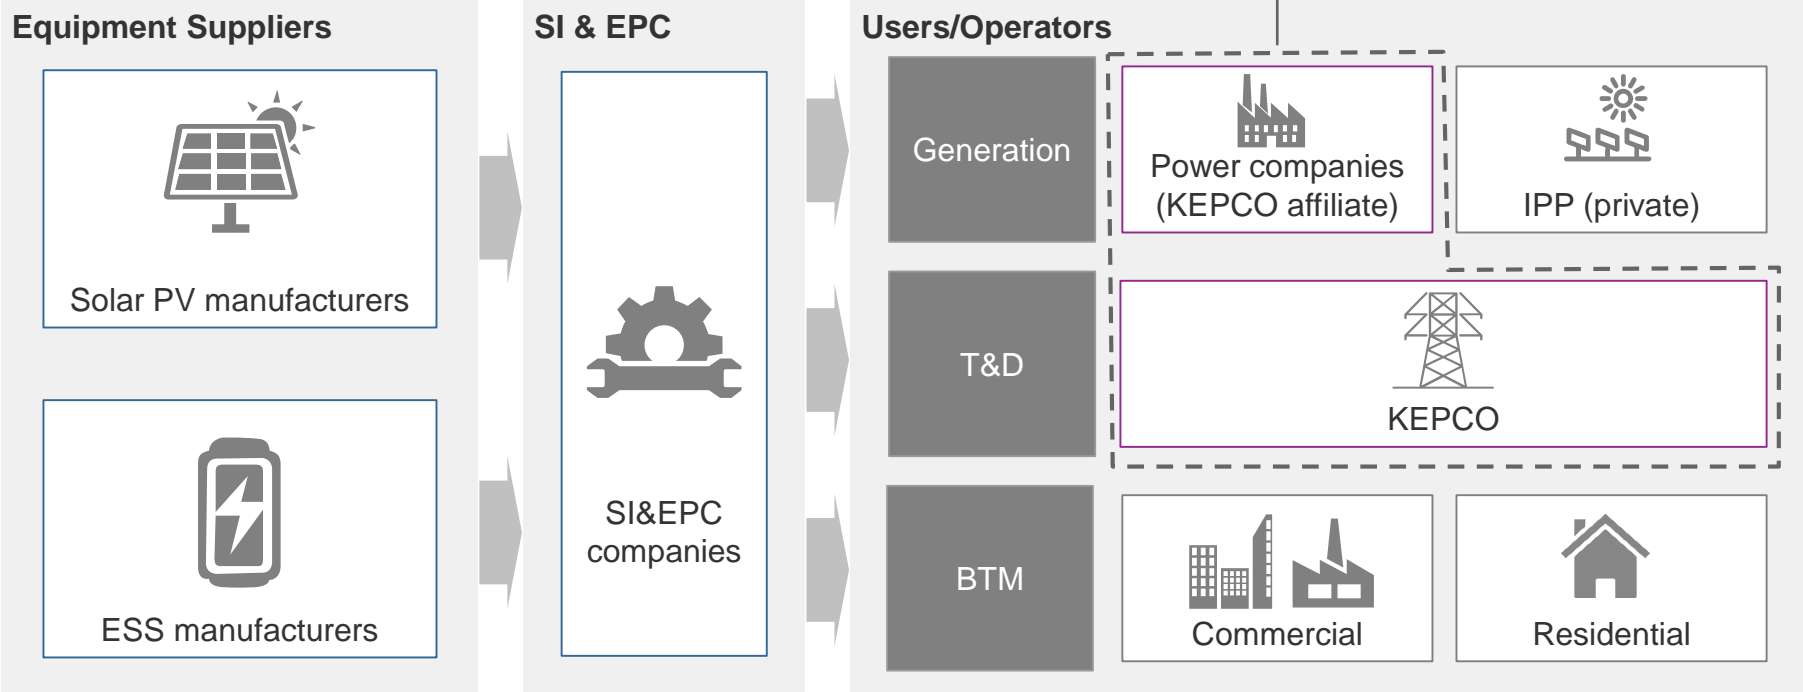 Equipment Suppliers
Solar PV manufacturers
ESS manufacturers
SI & EPC
SI&EPC
companies
Users/Operators
Generation
Power companies
(KEPCO affiliate)
IPP (private)
T&D
KEPCO
BTM
Commercial
Residential